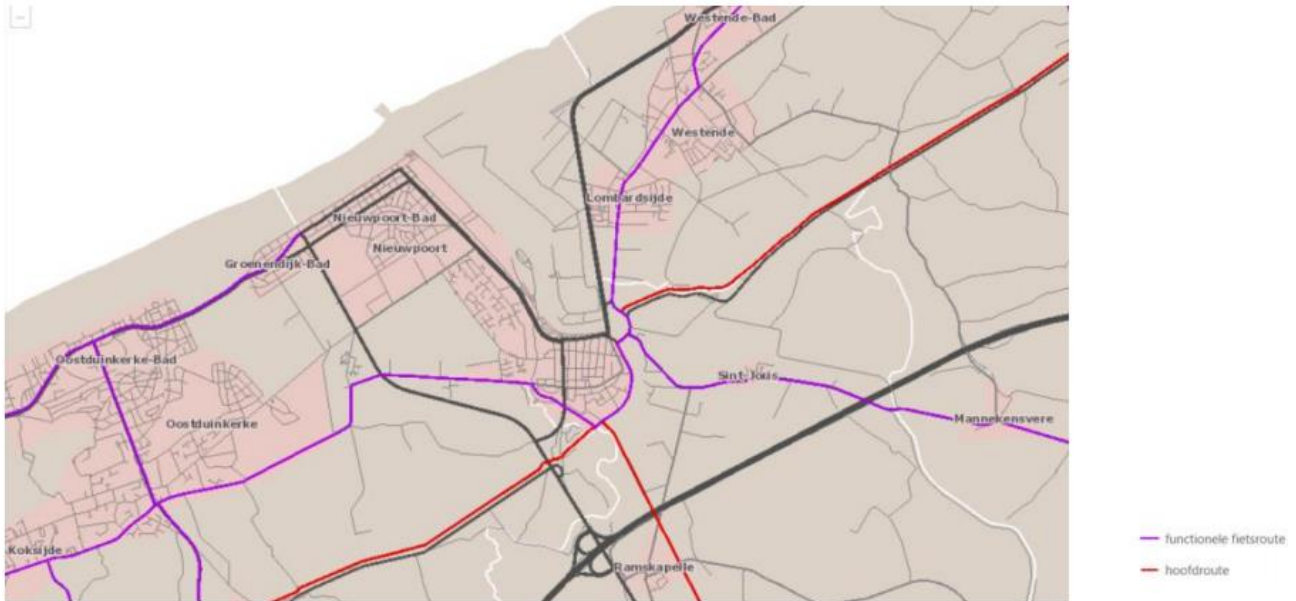 Westende-Bad
Westende
Lombardsijde
Nieuwpoort-Bad
Nieuwpoort
Groenendijk-Bad
Oostduinkerke-Bad
Sint-Joris
Oostduinkerke
Mannekensvere
Koksijde
Ramskapelle
functionele fietsroute
hoofdroute